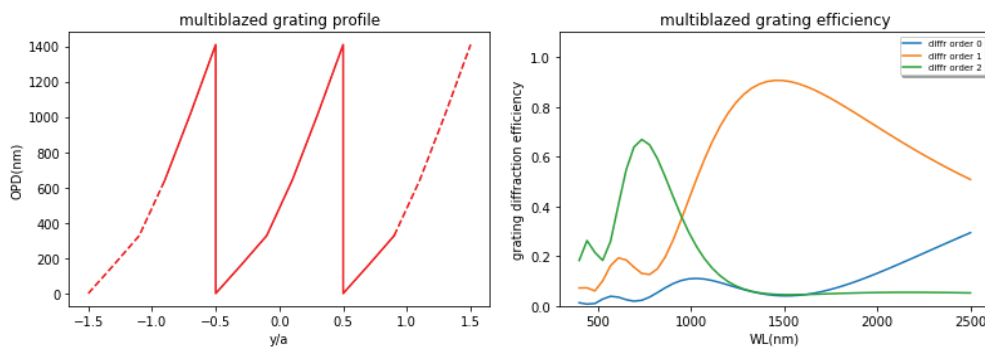 multiblazed grating profile
OPD(nm)
1400
1200
1000
800
600
400
200
0
−1.5 −1.0 −0.5 0.0 0.5 1.0 1.5
y/a
multiblazed grating efficiency
grating diffraction efficiency
1.0
0.8
0.6
0.4
0.2
0.0
diffr order 0
diffr order 1
diffr order 2
500 1000 1500 2000 2500
WL(nm)